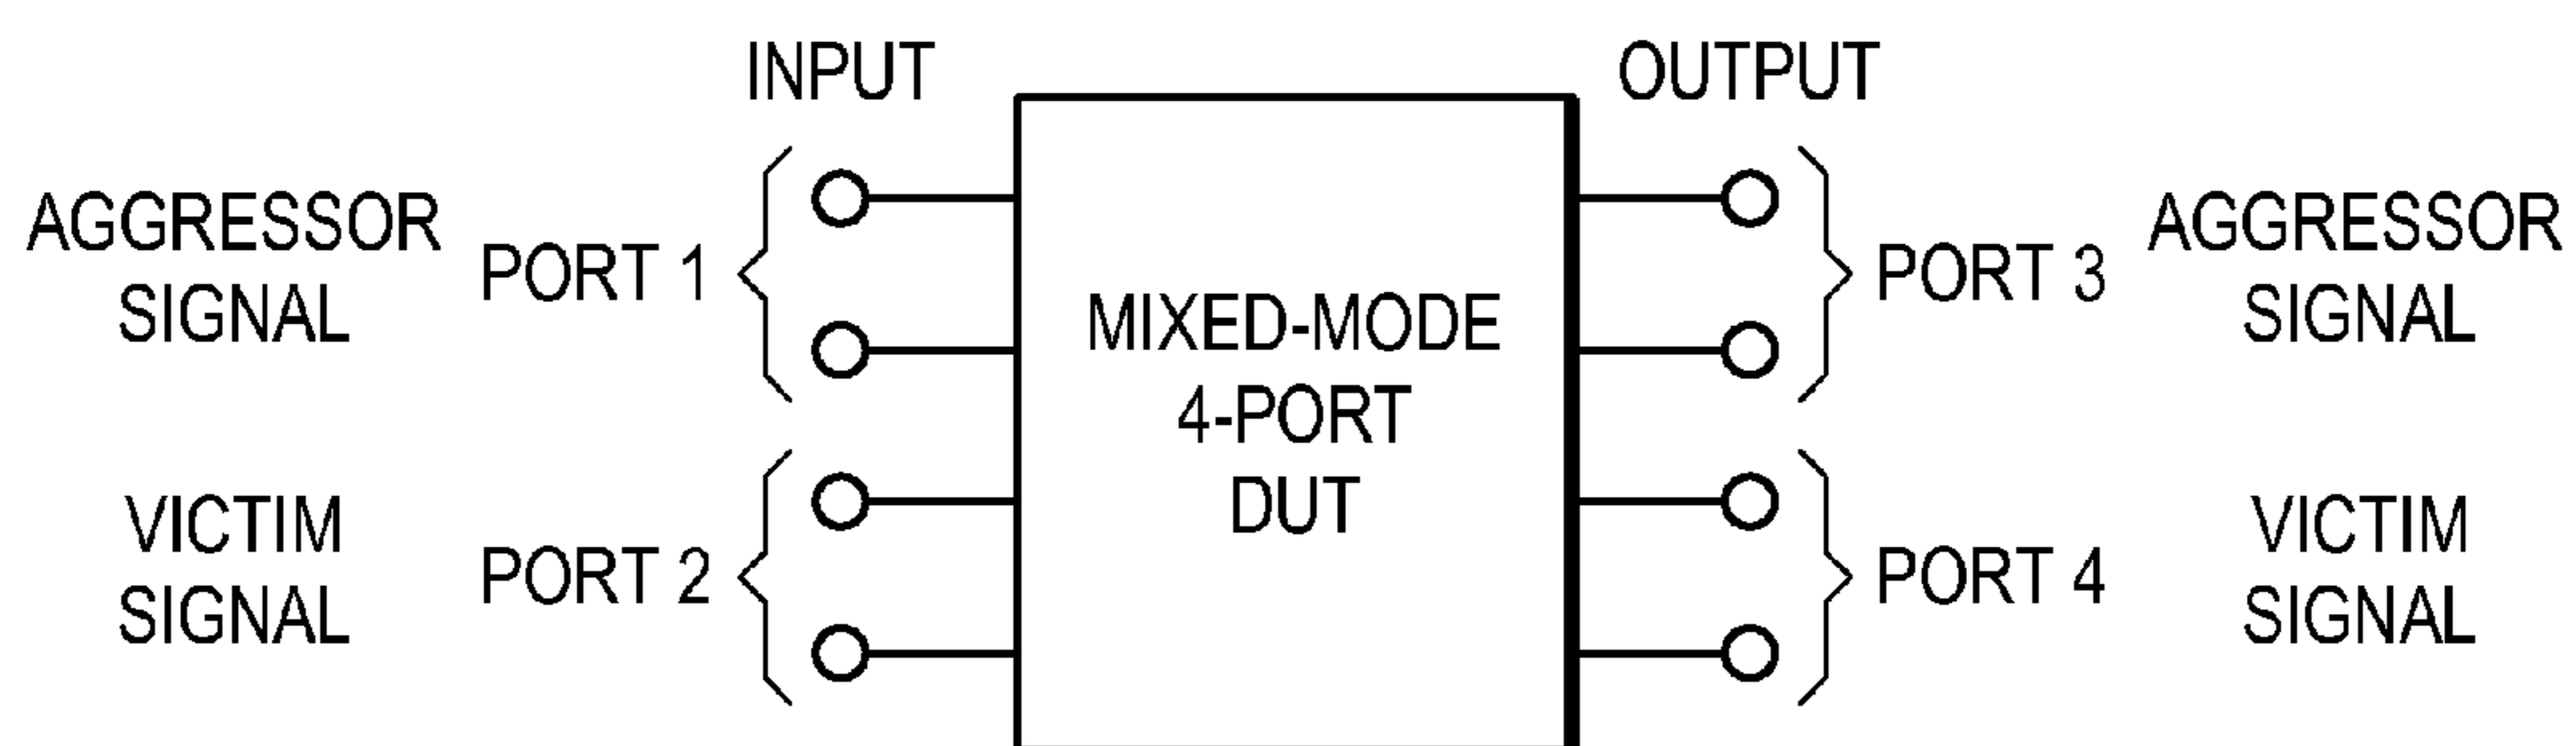 INPUT
OUTPUT
AGGRESSOR
SIGNAL
PORT 1
MIXED-MODE
4-PORT
DUT
PORT 3
AGGRESSOR
SIGNAL
VICTIM
SIGNAL
PORT 2
PORT 4
VICTIM
SIGNAL